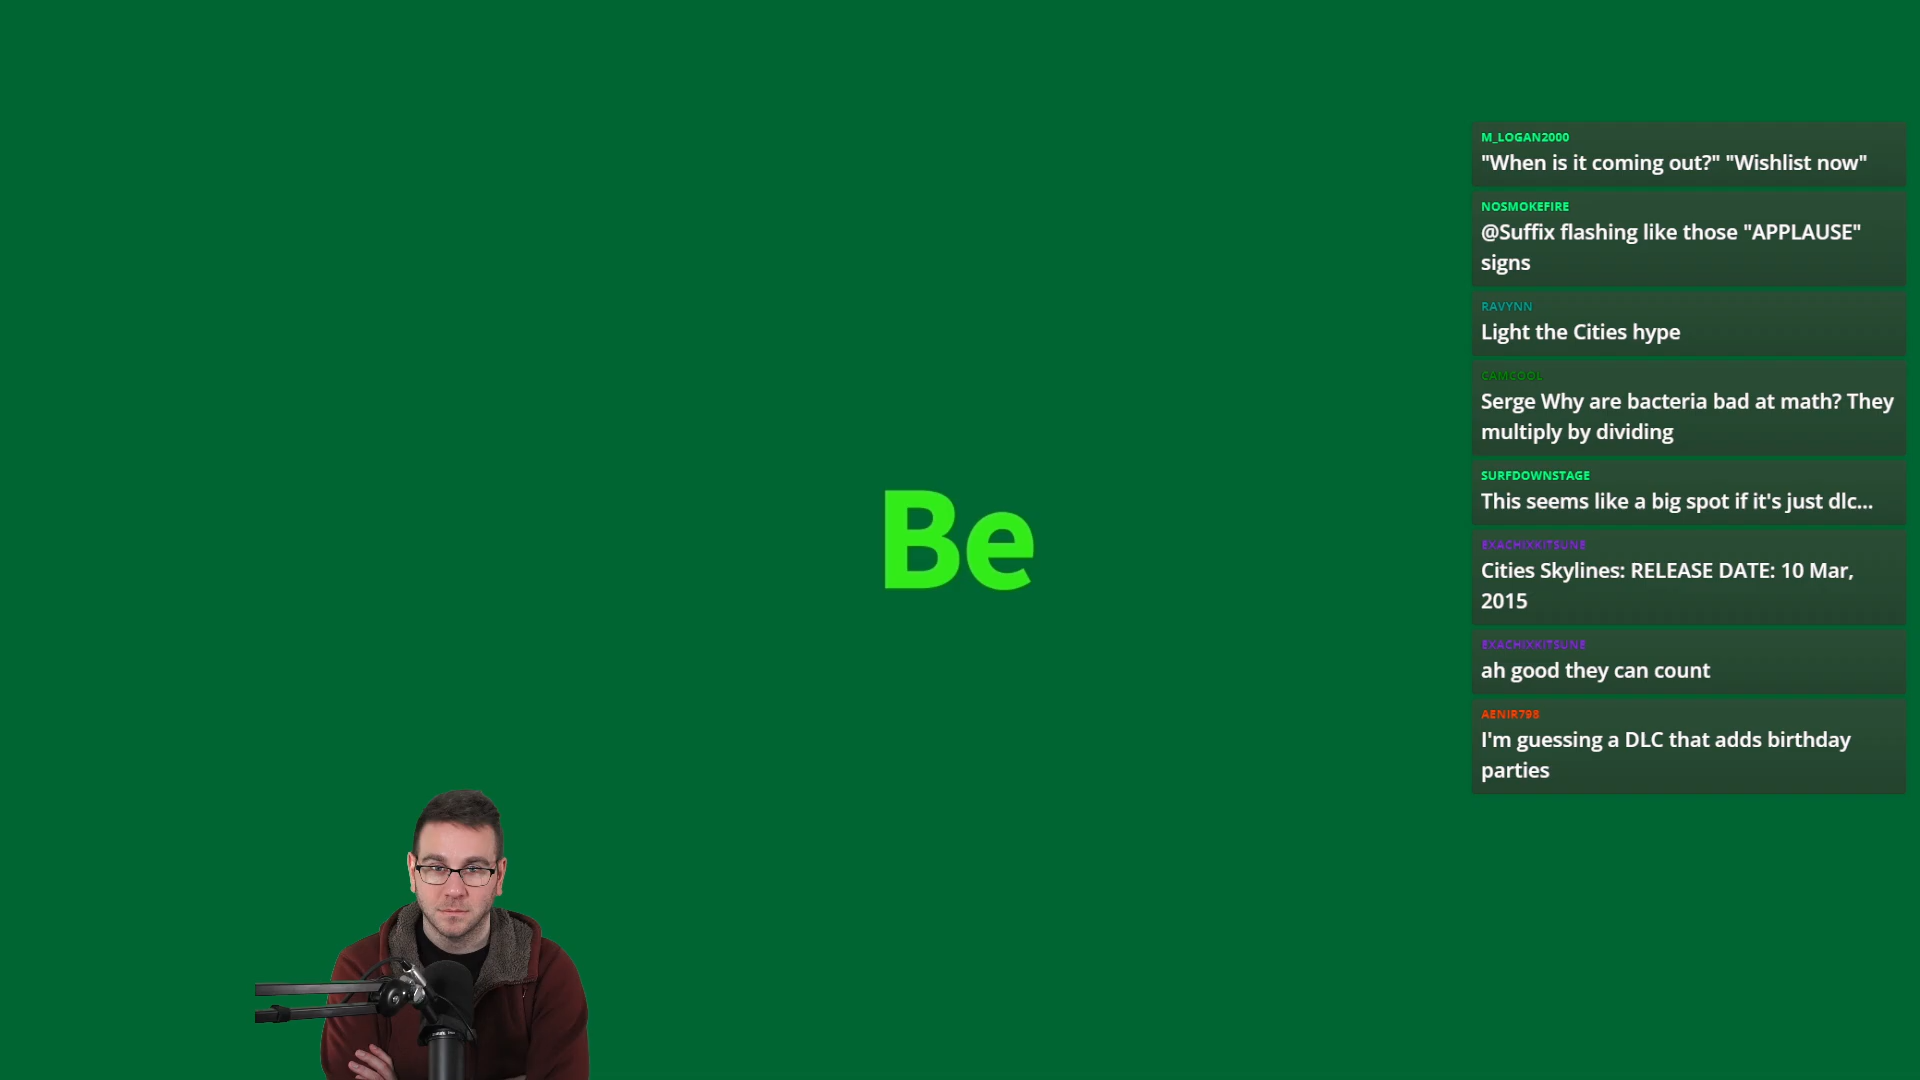 M_LOGAN2000
"When is it coming out?" "Wishlist now"
NOSMOKEFIRE
@Suffix flashing like those "APPLAUSE"
signs
RAVYNN
Light the Cities hype
CAMCOOL
Serge Why are bacteria bad at math? They
multiply by dividing
SURFDOWNSTAGE
This seems like a big spot if it's just dlc...
EXACHIXKITSUNE
Cities Skylines: RELEASE DATE: 10 Mar,
2015
EXACHIXKITSUNE
ah good they can count
AENIR798
I'm guessing a DLC that adds birthday
parties
Be